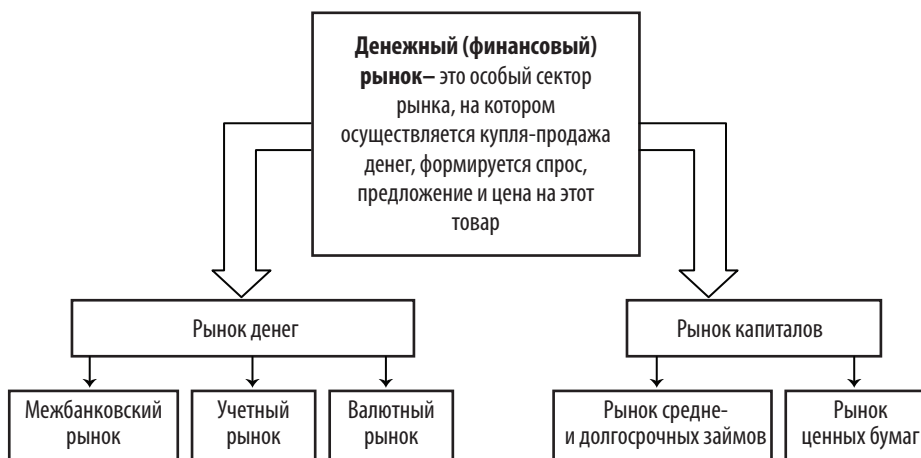 Денежный (финансовый)
рынок– это особый сектор
рынка, на котором
осуществляется купля-продажа
денег, формируется спрос,
предложение и цена на этот
товар
Рынок денег
Рынок капиталов
Межбанковский
рынок
Учетный
рынок
Валютный
рынок
Рынок средне-
и долгосрочных займов
Рынок
ценных бумаг